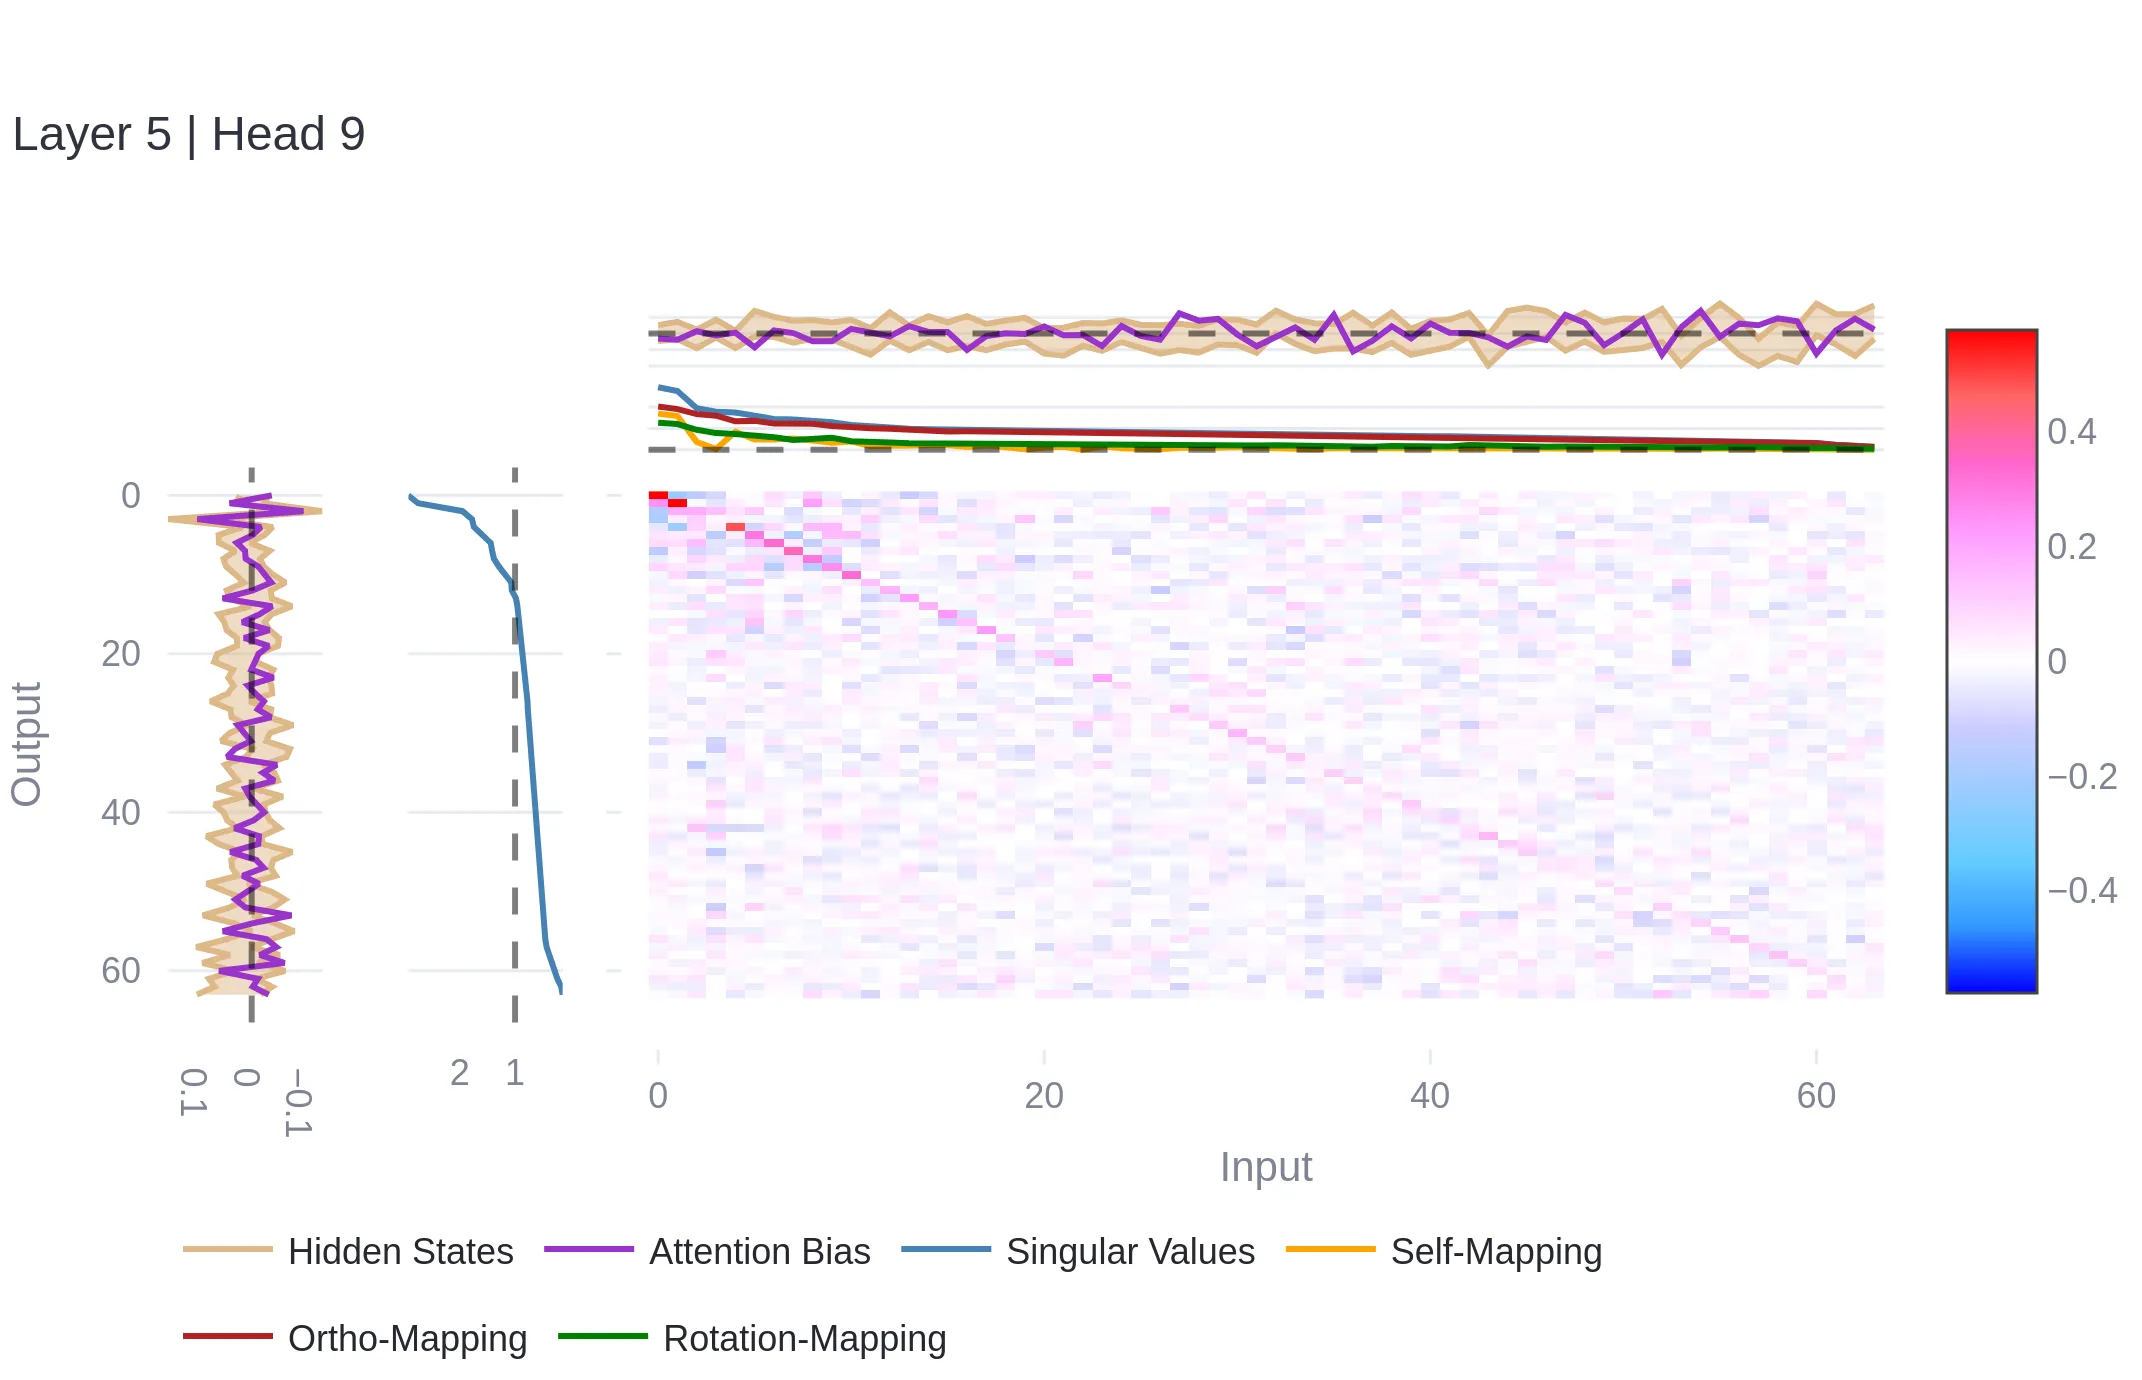 Layer 5 | Head 9
0
20
40
60
Output
0.1
0
−0.1
2
1
0
20
40
60
Input
0.4
0.2
0
−0.2
−0.4
Hidden States
Attention Bias
Singular Values
Self-Mapping
Ortho-Mapping
Rotation-Mapping